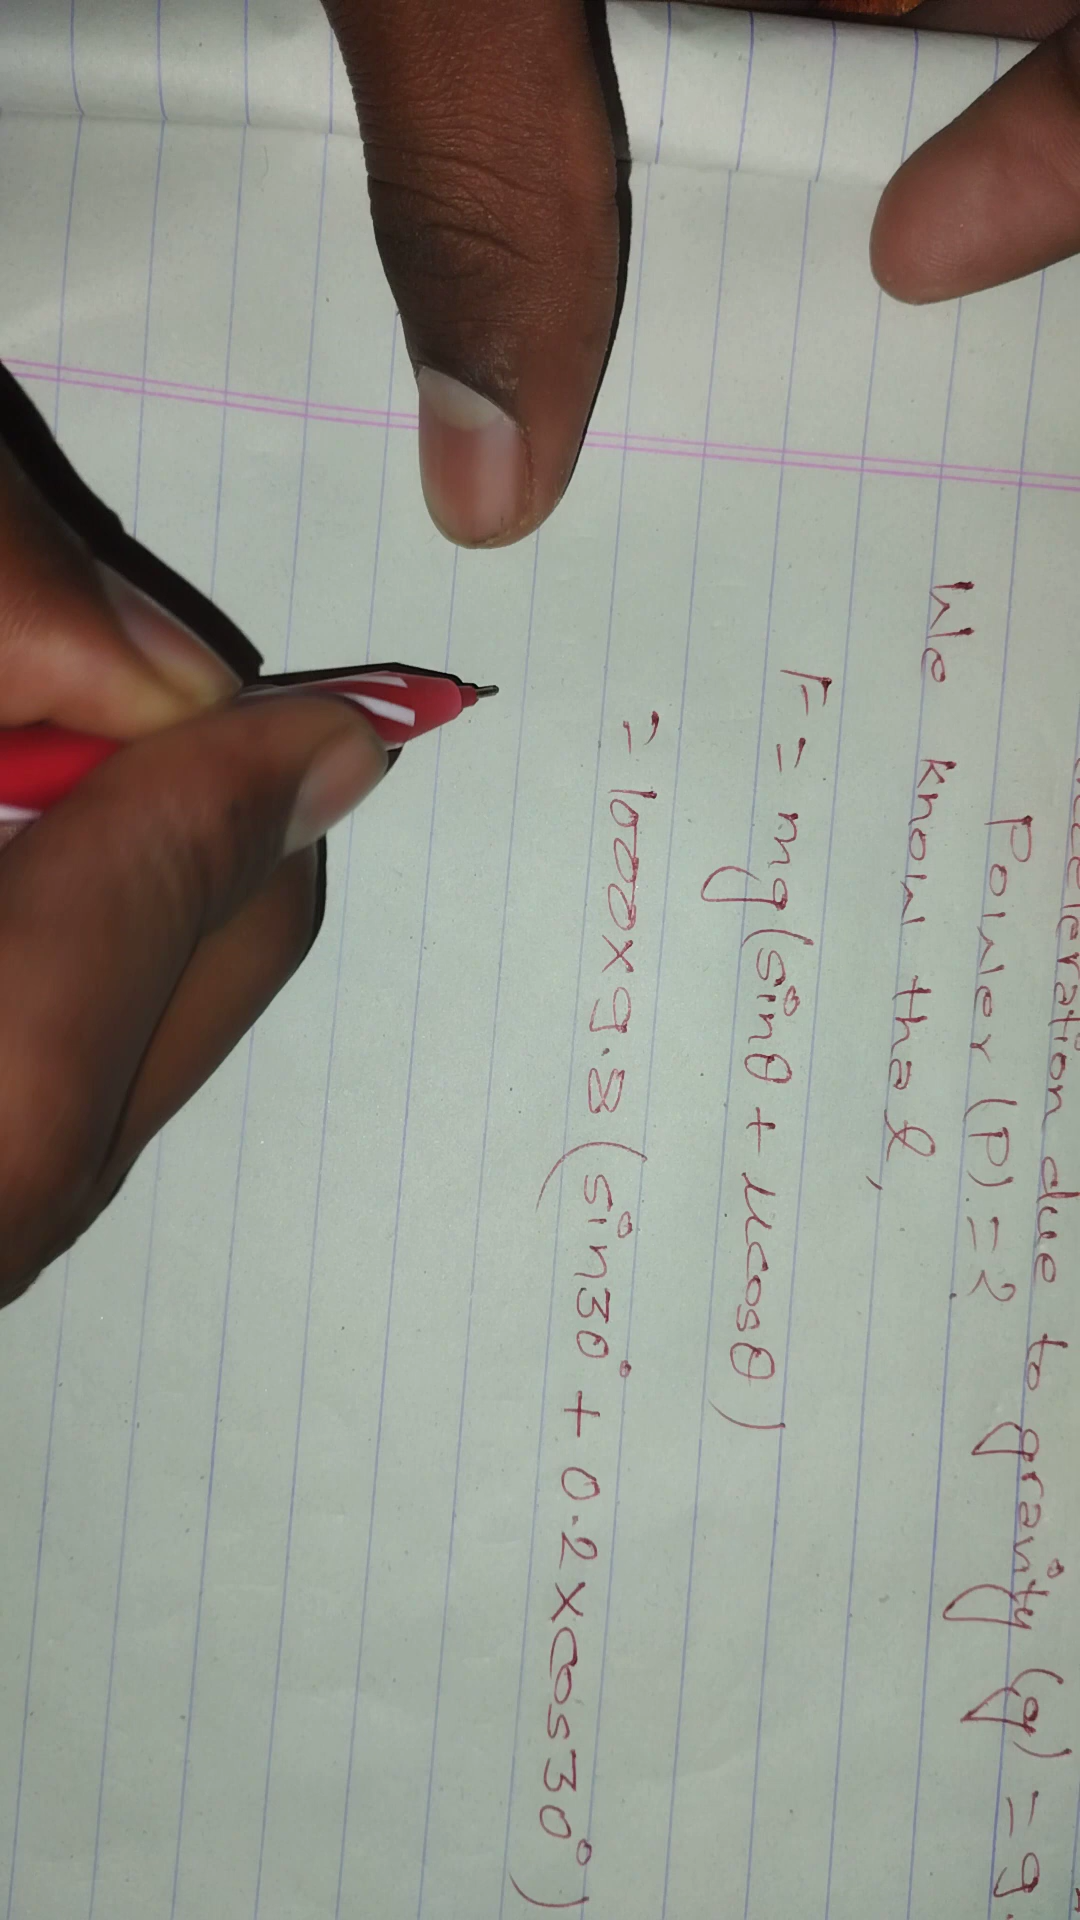 acceleration due to gravity (g) = 9.
Power (P) = ?
We know that,
F = mg (sinθ + μcosθ)
= 1000×9.8 (sin30° + 0.2×cos30°)